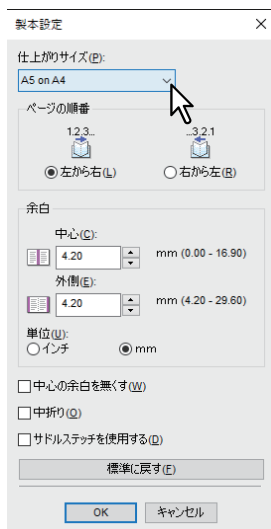 製本設定
仕上がりサイズ(P):
A5 on A4
ページの順番
1.2.3...
...3.2.1
左から右(L)
右から左(R)
余白
中心(C):
4.20
mm (0.00 - 16.90)
外側(E):
4.20
mm (4.20 - 29.60)
単位(U):
インチ
mm
中心の余白を無くす(W)
中折り(O)
サドルステッチを使用する(D)
標準に戻す(F)
OK
キャンセル